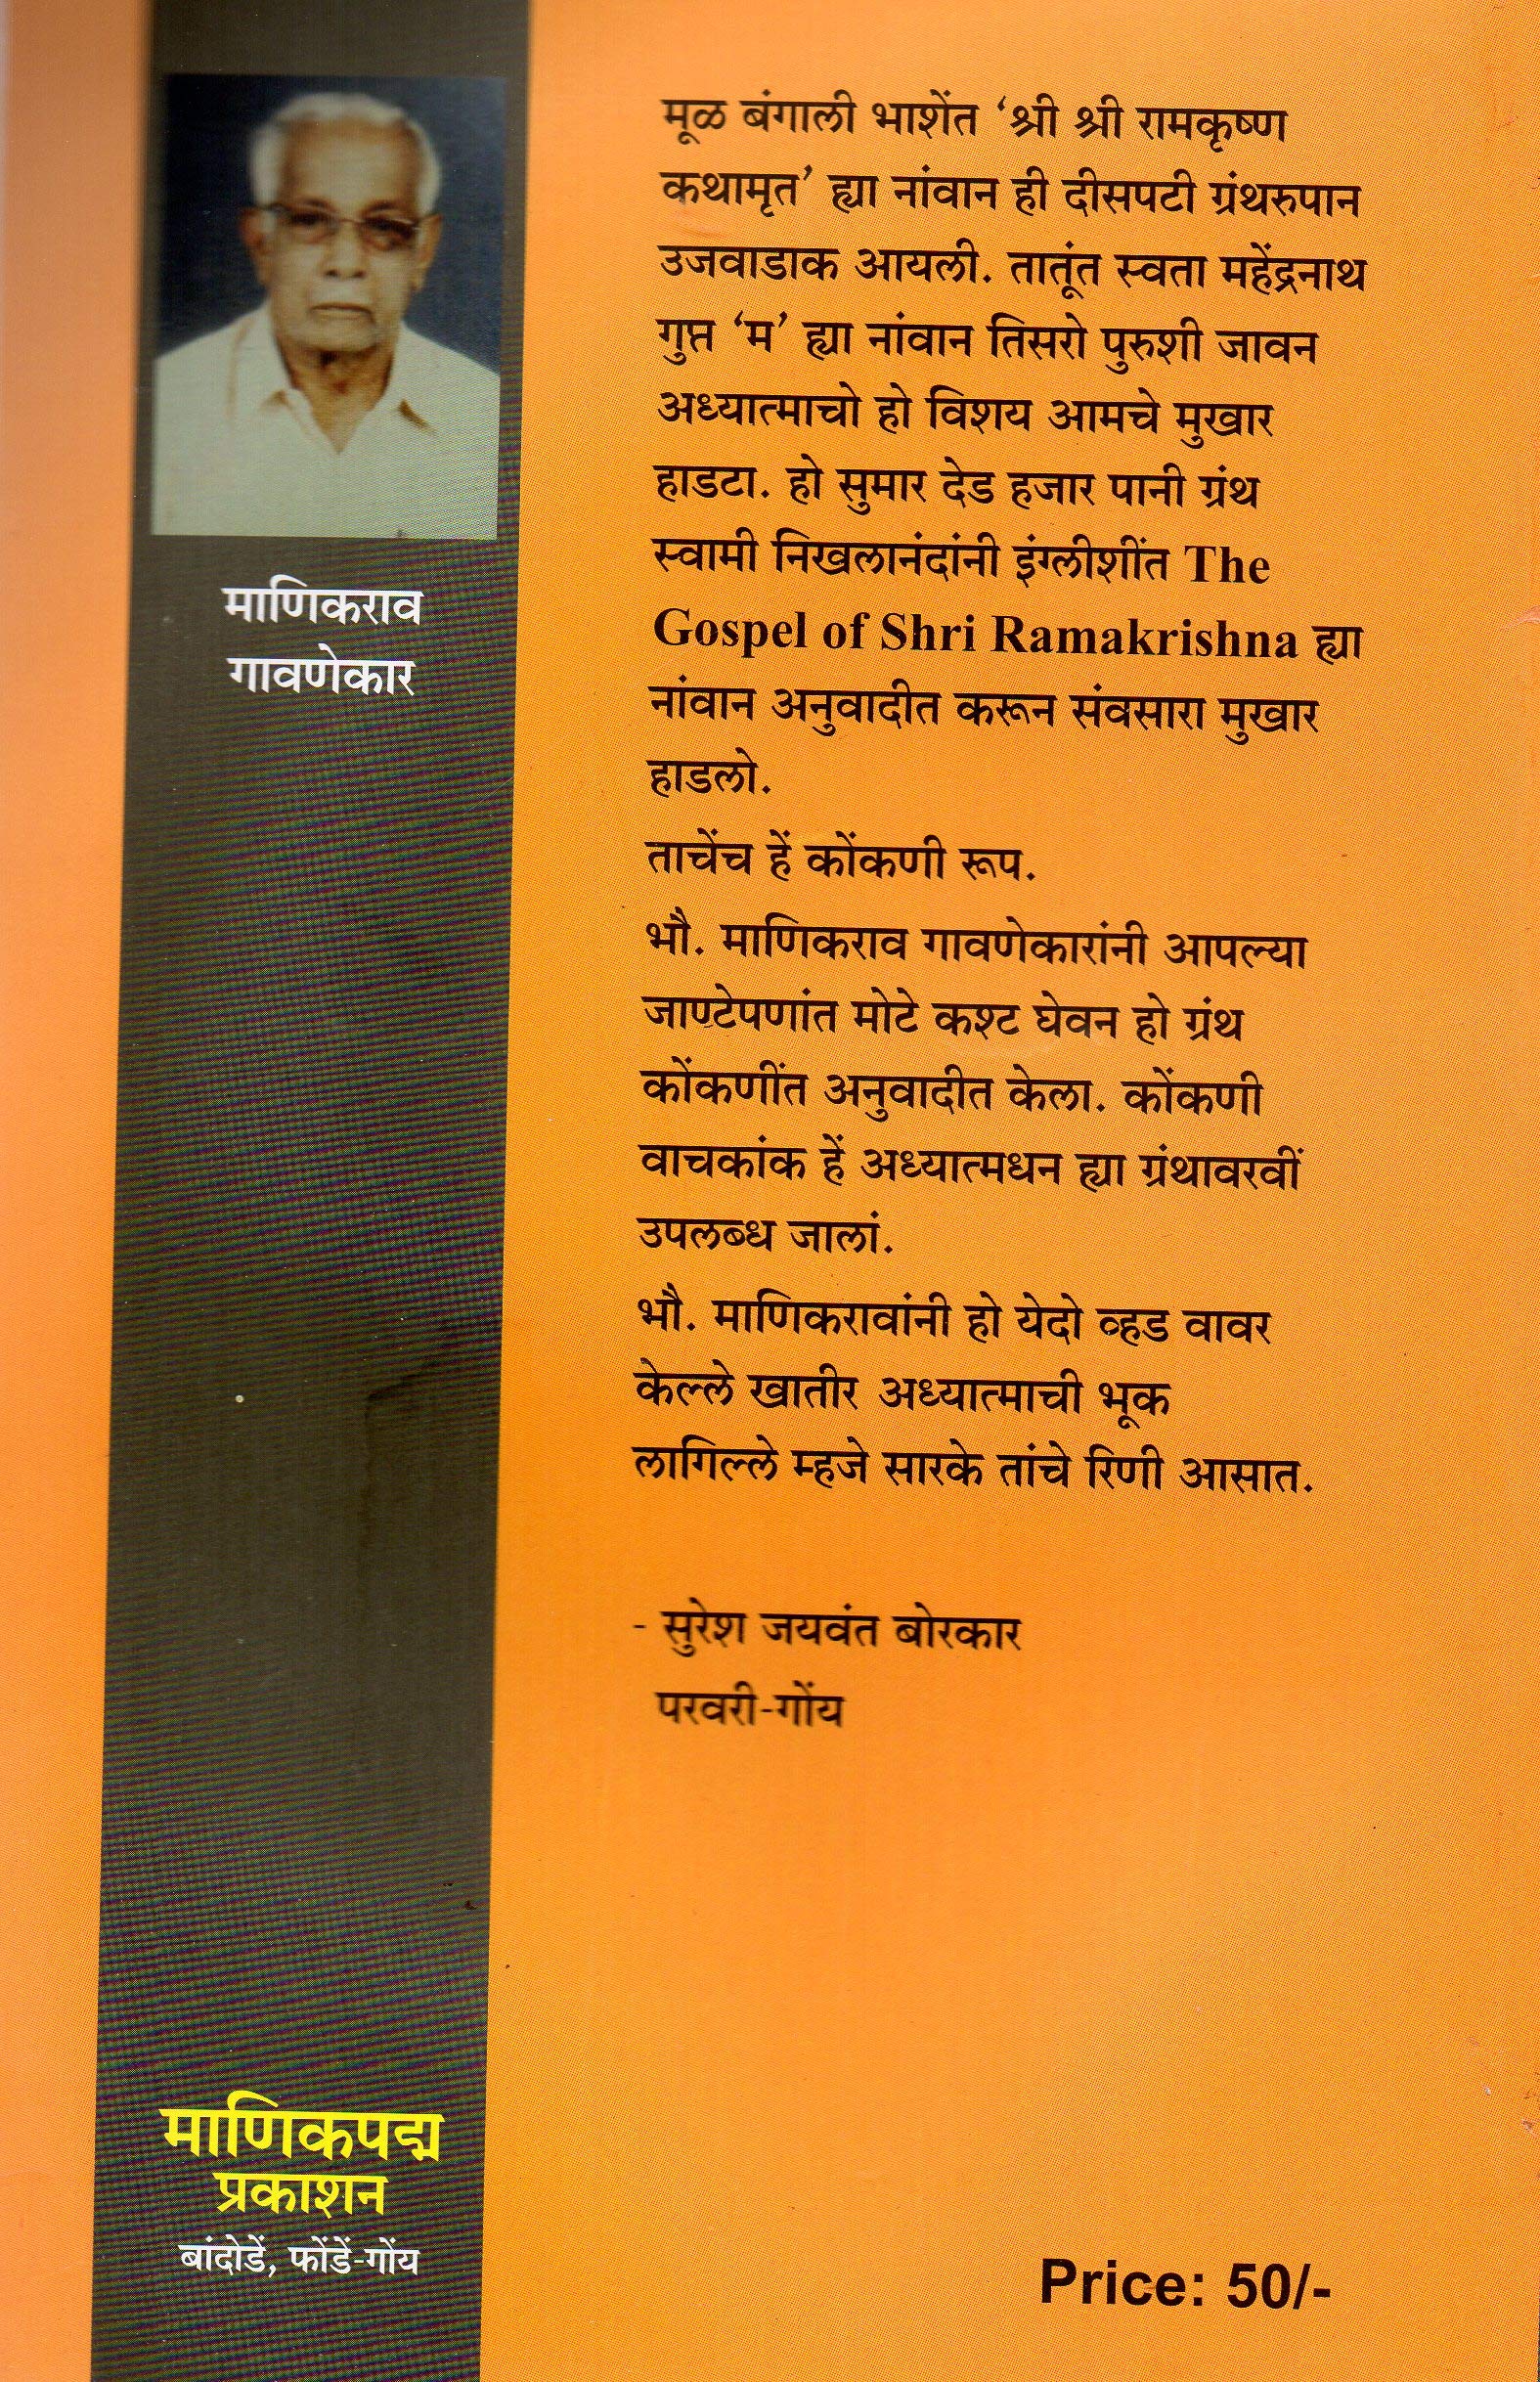 माणिकराव
गावणेकार
मूळ बंगाली भाशेंत ‘श्री श्री रामकृष्ण
कथामृत’ ह्या नांवान ही दीसपटी ग्रंथरुपान
उजवाडाक आयली. तातूंत स्वता महेंद्रनाथ
गुप्त ‘म’ ह्या नांवान तिसरो पुरुशी जावन
अध्यात्माचो हो विशय आमचे मुखार
हाडटा. हो सुमार देड हजार पानी ग्रंथ
स्वामी निखलानंदांनी इंग्लीशींत The
Gospel of Shri Ramakrishna ह्या
नांवान अनुवादीत करून संवसारा मुखार
हाडलो.
ताचेंच हें कोंकणी रूप.
भौ. माणिकराव गावणेकारांनी आपल्या
जाण्टेपणांत मोटे कश्ट घेवन हो ग्रंथ
कोंकणींत अनुवादीत केला. कोंकणी
वाचकांक हें अध्यात्मधन ह्या ग्रंथावरवीं
उपलब्ध जालां.
भौ. माणिकरावांनी हो येदो व्हड वावर
केल्ले खातीर अध्यात्माची भूक
लागिल्ले म्हजे सारके तांचे रिणी आसात.
- सुरेश जयवंत बोरकार
परवरी-गोंय
माणिकपद्म
प्रकाशन
बांदोडें, फोंडें-गोंय
Price: 50/-